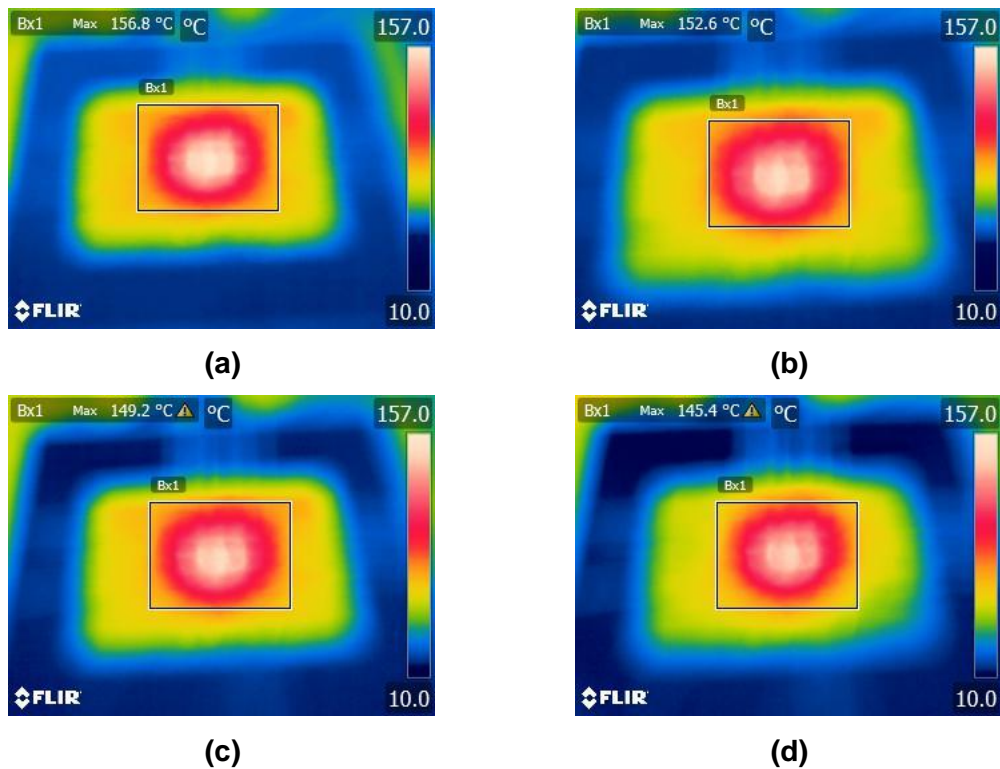 Bx1 Max 156.8 °C °C 157.0
Bx1
FLIR 10.0
(a)
Bx1 Max 152.6 °C °C 157.0
Bx1
FLIR 10.0
(b)
Bx1 Max 149.2 °C °C 157.0
Bx1
FLIR 10.0
(c)
Bx1 Max 145.4 °C °C 157.0
Bx1
FLIR 10.0
(d)